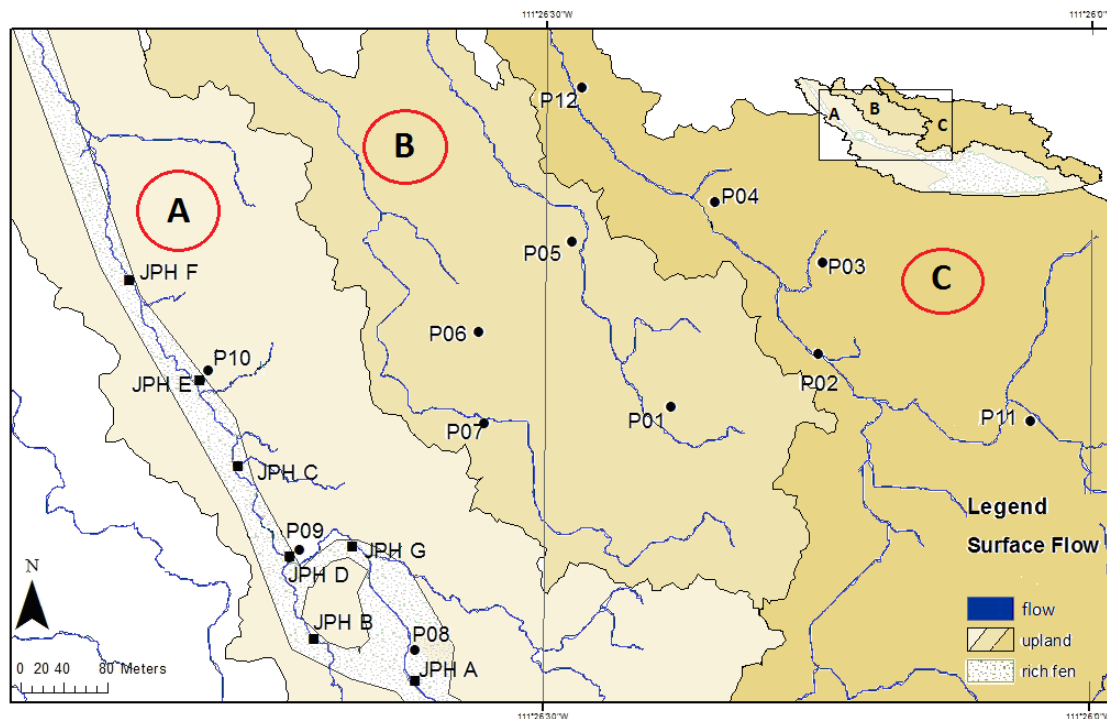 111°26'30"W
111°26'0"W
P12
A
B
C
B
A
P04
P05
P03
C
JPH F
P06
P10
P02
JPH E
P01
P11
P07
JPH C
Legend
P09
JPH G
Surface Flow
JPH D
N
flow
JPH B
P08
upland
0 20 40 80 Meters
JPH A
rich fen
111°26'30"W
111°26'0"W